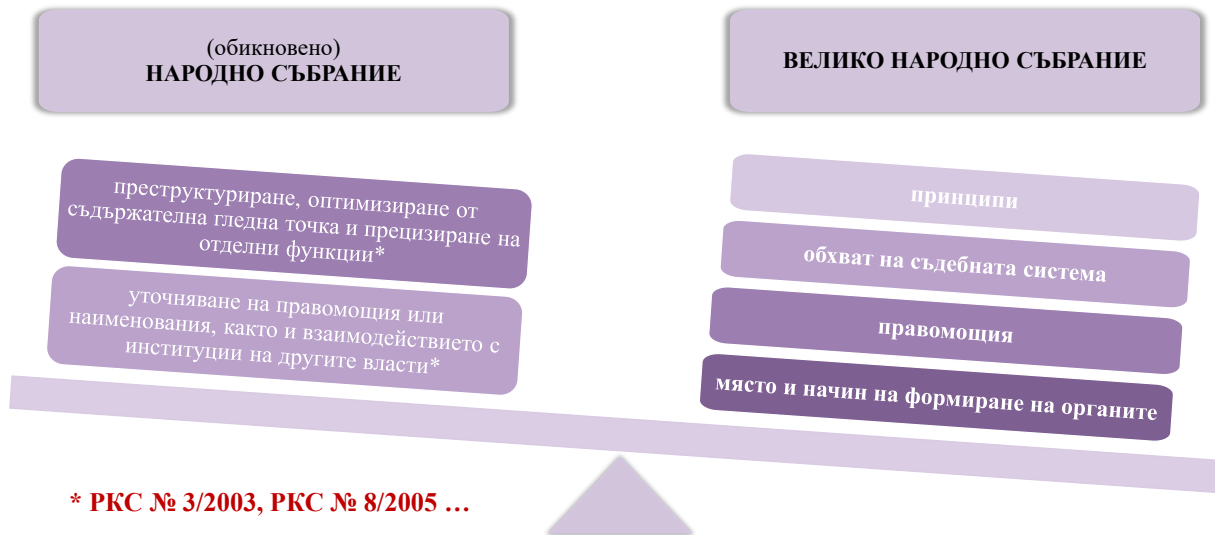 (обикновено)
НАРОДНО СЪБРАНИЕ
преструктуриране, оптимизиране от
съдържателна гледна точка и прецизиране на
отделни функции*
уточняване на правомощия или
наименования, както и взаимодействието с
институции на другите власти*
ВЕЛИКО НАРОДНО СЪБРАНИЕ
принципи
обхват на съдебната система
правомощия
място и начин на формиране на органите
* РКС № 3/2003, РКС № 8/2005 …